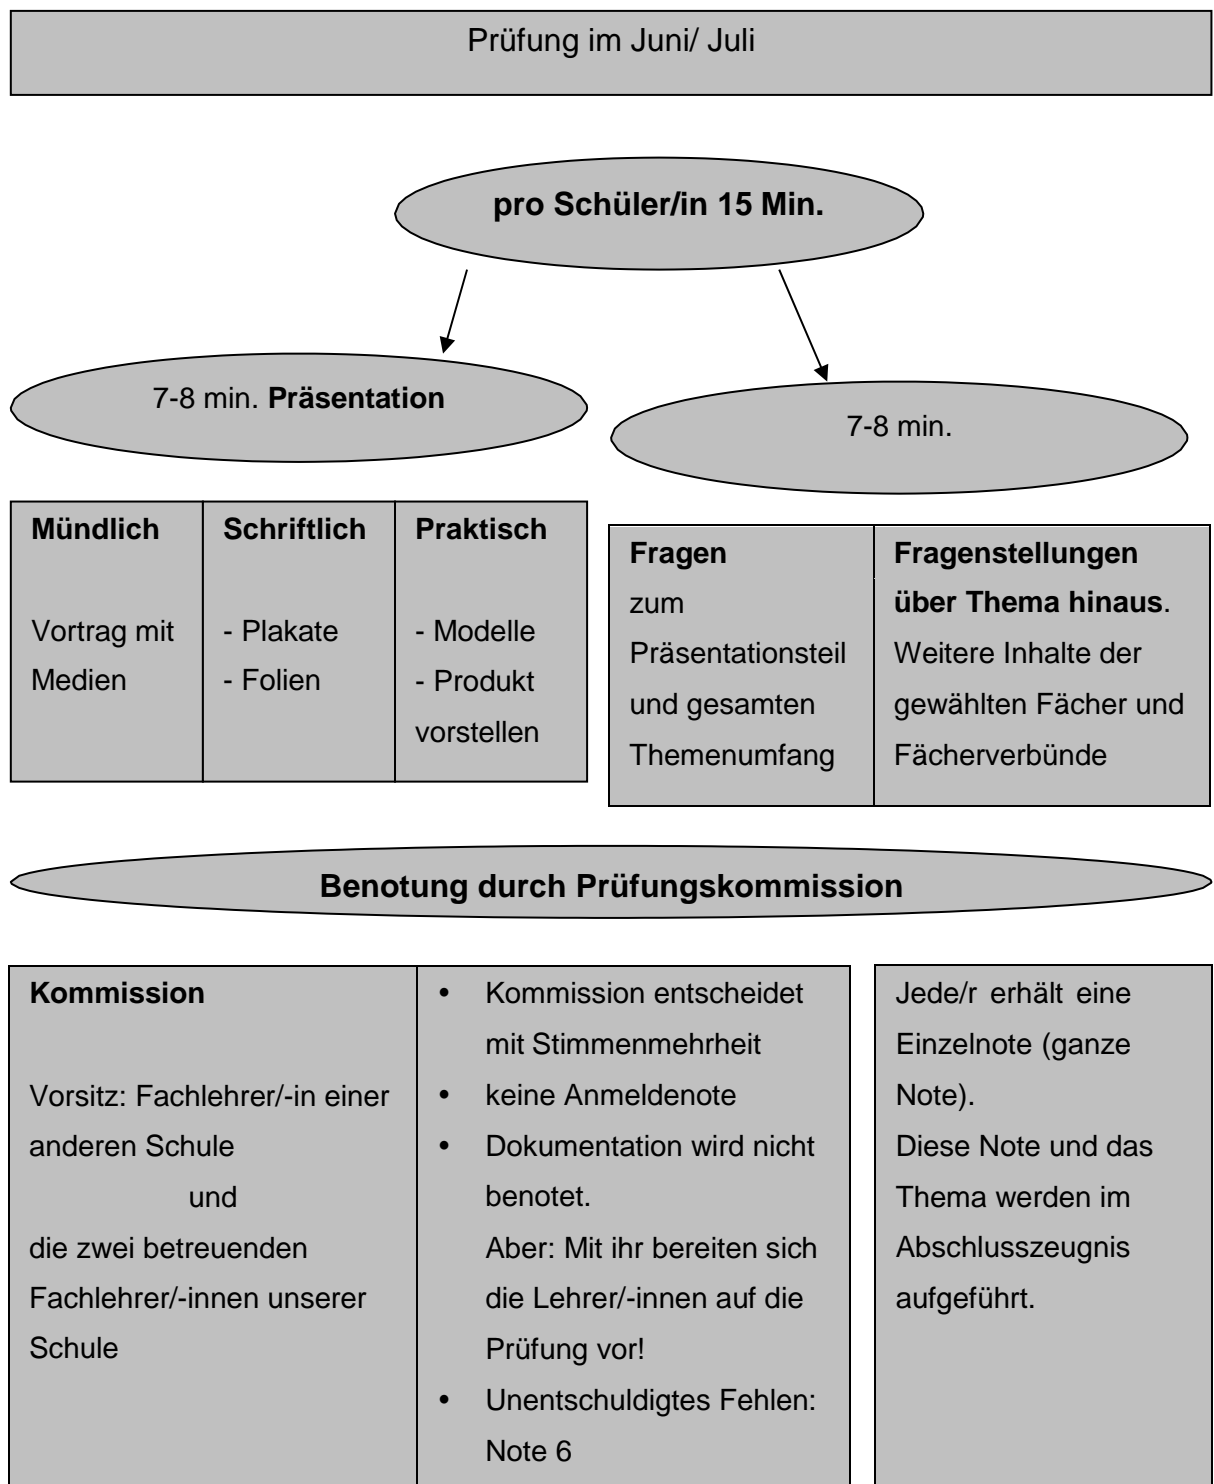 Prüfung im Juni/ Juli
pro Schüler/in 15 Min.
7-8 min. Präsentation
7-8 min.
Mündlich
Vortrag mit
Medien
Schriftlich
- Plakate
- Folien
Praktisch
- Modelle
- Produkt
vorstellen
Fragen
zum
Präsentationsteil
und gesamten
Themenumfang
Fragenstellungen
über Thema hinaus.
Weitere Inhalte der
gewählten Fächer und
Fächerverbünde
Benotung durch Prüfungskommission
Kommission
Vorsitz: Fachlehrer/-in einer
anderen Schule
und
die zwei betreuenden
Fachlehrer/-innen unserer
Schule
• Kommission entscheidet
mit Stimmenmehrheit
• keine Anmeldenote
• Dokumentation wird nicht
benotet.
Aber: Mit ihr bereiten sich
die Lehrer/-innen auf die
Prüfung vor!
• Unentschuldigtes Fehlen:
Note 6
Jede/r erhält eine
Einzelnote (ganze
Note).
Diese Note und das
Thema werden im
Abschlusszeugnis
aufgeführt.